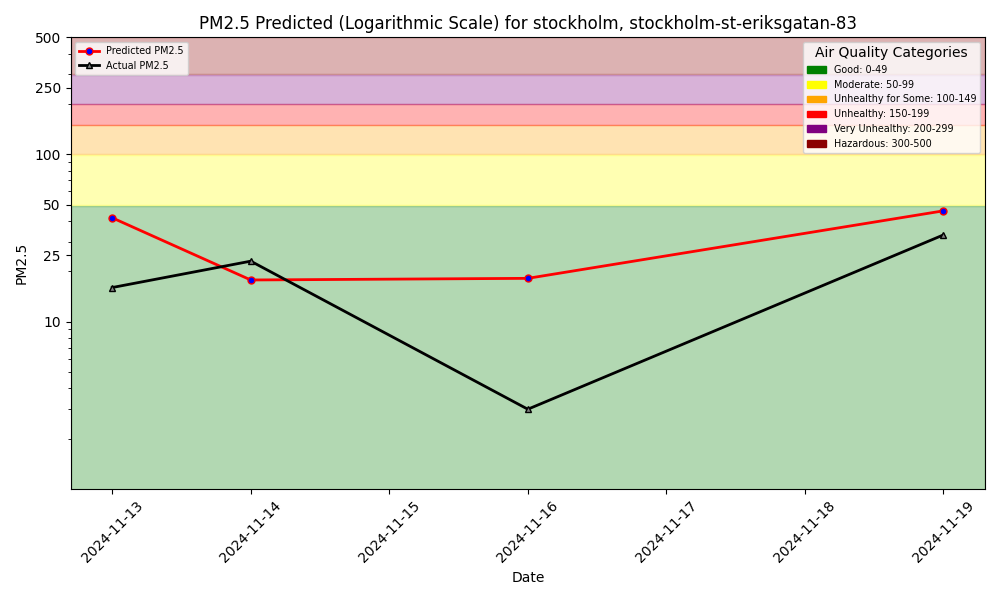 PM2.5 Predicted (Logarithmic Scale) for stockholm, stockholm-st-eriksgatan-83
Predicted PM2.5
Actual PM2.5
Air Quality Categories
Good: 0-49
Moderate: 50-99
Unhealthy for Some: 100-149
Unhealthy: 150-199
Very Unhealthy: 200-299
Hazardous: 300-500
500
250
100
50
25
10
PM2.5
2024-11-13
2024-11-14
2024-11-15
2024-11-16
2024-11-17
2024-11-18
2024-11-19
Date